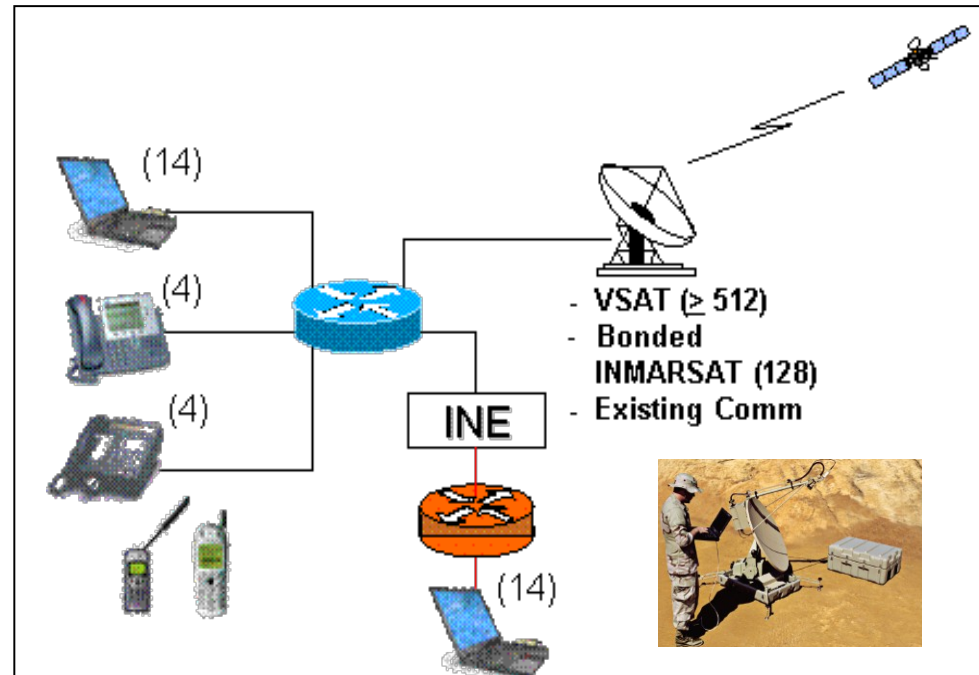 (14)
(4)
(4)
- VSAT (≥ 512)
- Bonded
INMARSAT (128)
- Existing Comm
INE
(14)